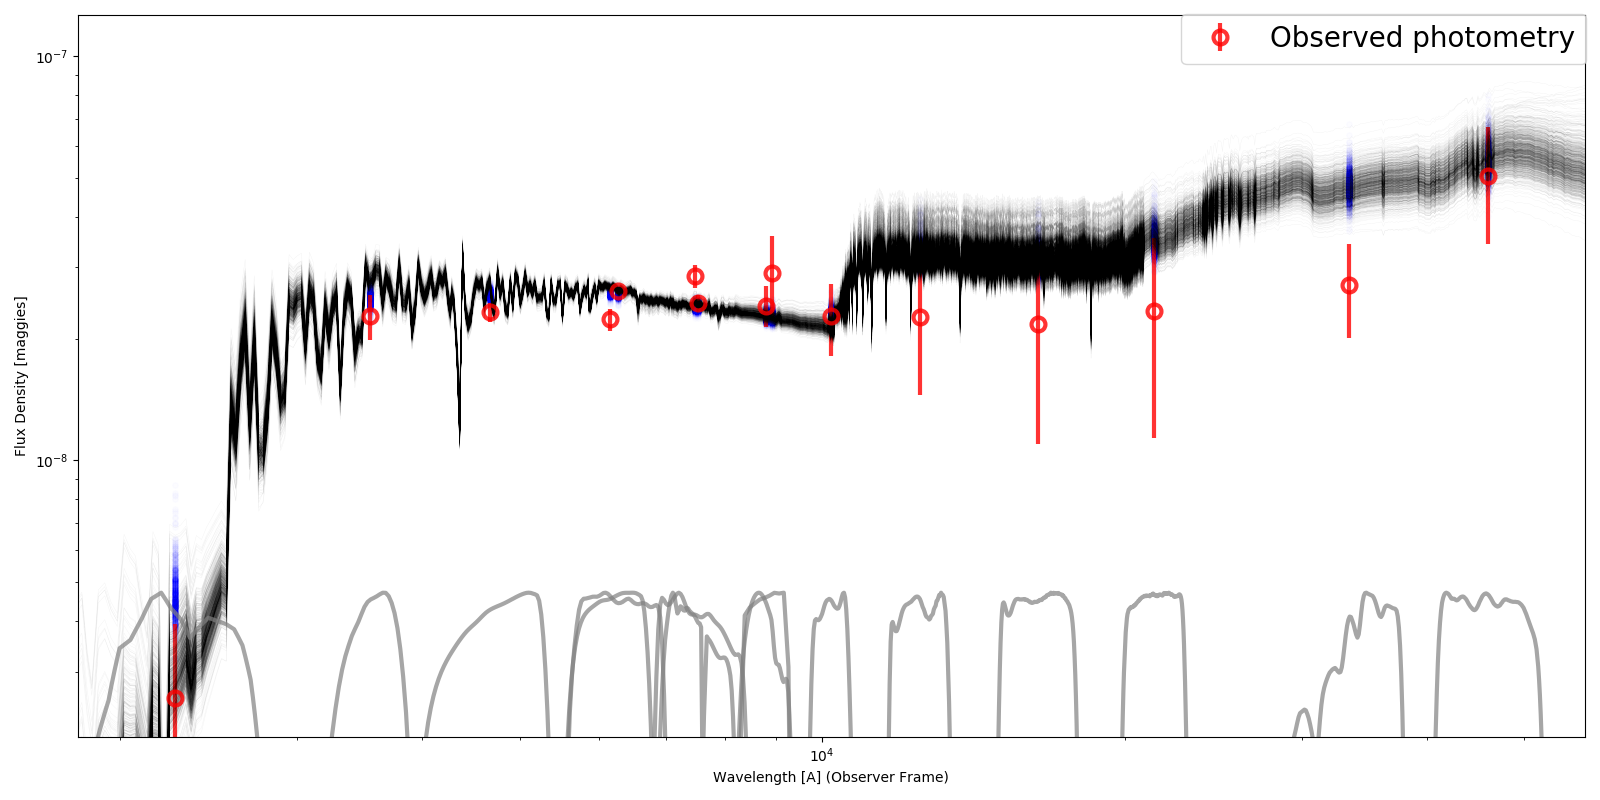 Observed photometry
10⁻⁷
10⁻⁸
Flux Density [maggies]
10⁴
Wavelength [A] (Observer Frame)